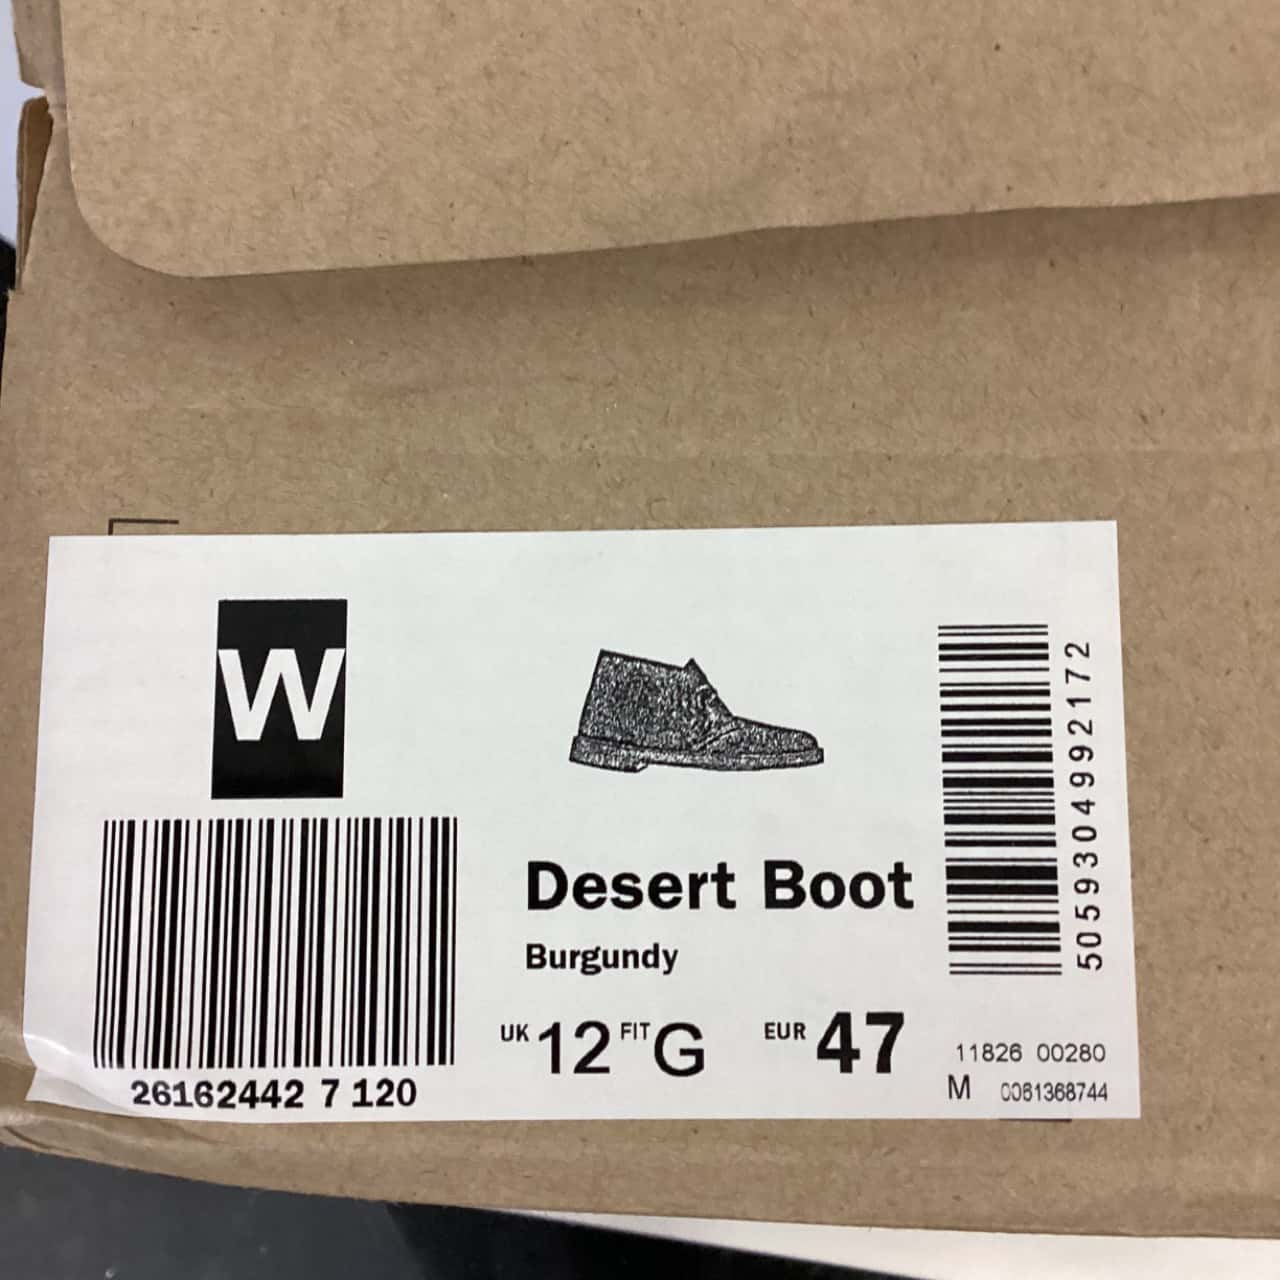 W
26162442 7 120
Desert Boot
Burgundy
UK 12 FIT G EUR 47
5059304992172
11826 00280
M 0061368744